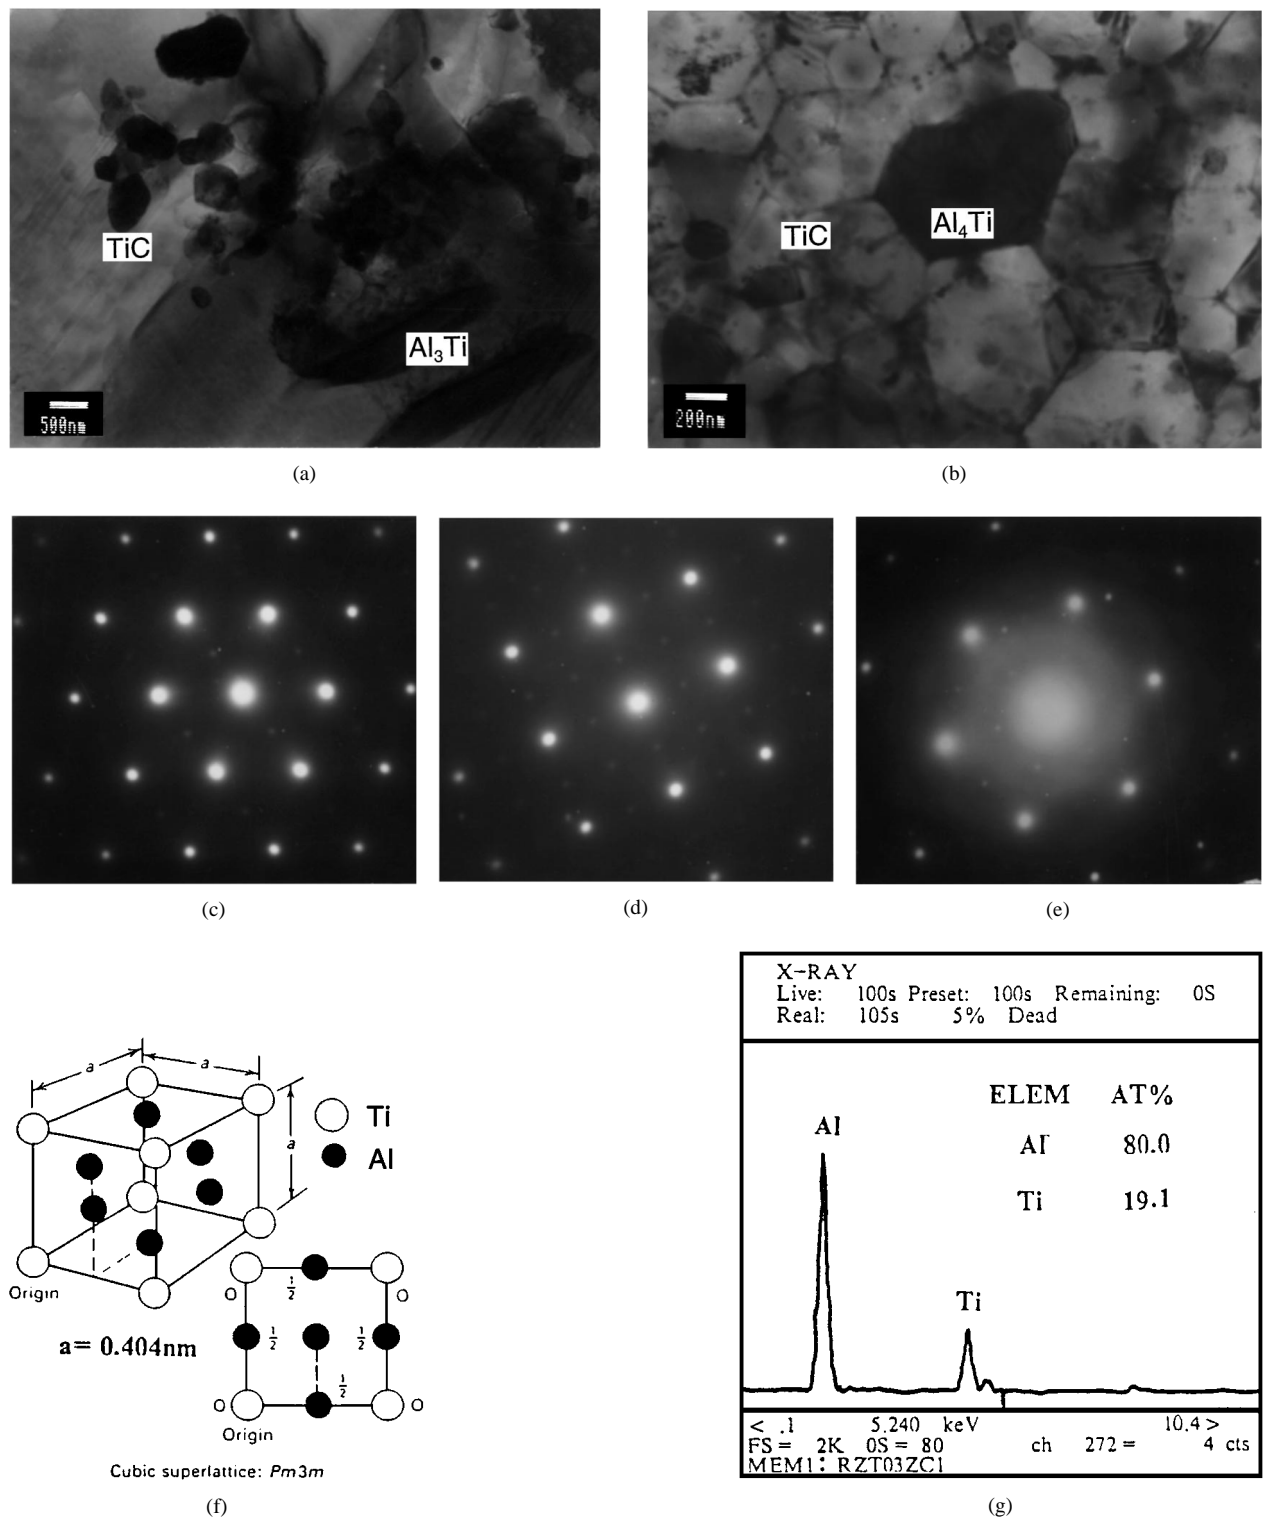 TiC
Al₃Ti
500nm
(a)
TiC
Al₄Ti
200nm
(b)
(c)
(d)
(e)
a
a
a
Ti
Al
Origin
a= 0.404nm
O
1/2
O
1/2
1/2
1/2
O
O
Origin
Cubic superlattice: Pm3m
(f)
X-RAY
Live: 100s Preset: 100s Remaining: 0S
Real: 105s 5% Dead
ELEM AT%
Al 80.0
Ti 19.1
Al
Ti
< .1 5.240 keV 10.4 >
FS = 2K 0S = 80 ch 272 = 4 cts
MEM1: RZT03ZC1
(g)